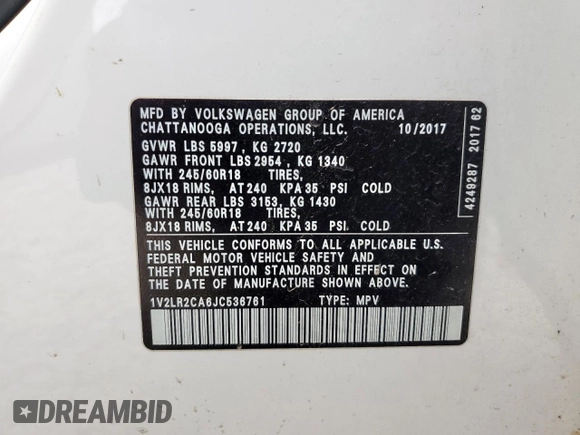 MFD BY VOLKSWAGEN GROUP OF AMERICA
CHATTANOOGA OPERATIONS, LLC. 10/2017
GVWR LBS 5997, KG 2720
GAWR FRONT LBS 2954, KG 1340
WITH 245/60R18 TIRES,
8JX18 RIMS, AT 240 KPA 35 PSI COLD
GAWR REAR LBS 3153, KG 1430
WITH 245/60R18 TIRES,
8JX18 RIMS, AT 240 KPA 35 PSI COLD
THIS VEHICLE CONFORMS TO ALL APPLICABLE U.S.
FEDERAL MOTOR VEHICLE SAFETY AND
THEFT PREVENTION STANDARDS IN EFFECT ON
THE DATE OF MANUFACTURE SHOWN ABOVE.
1V2LR2CA6JC536761 TYPE: MPV
4249287 2017 62
DREAMBID